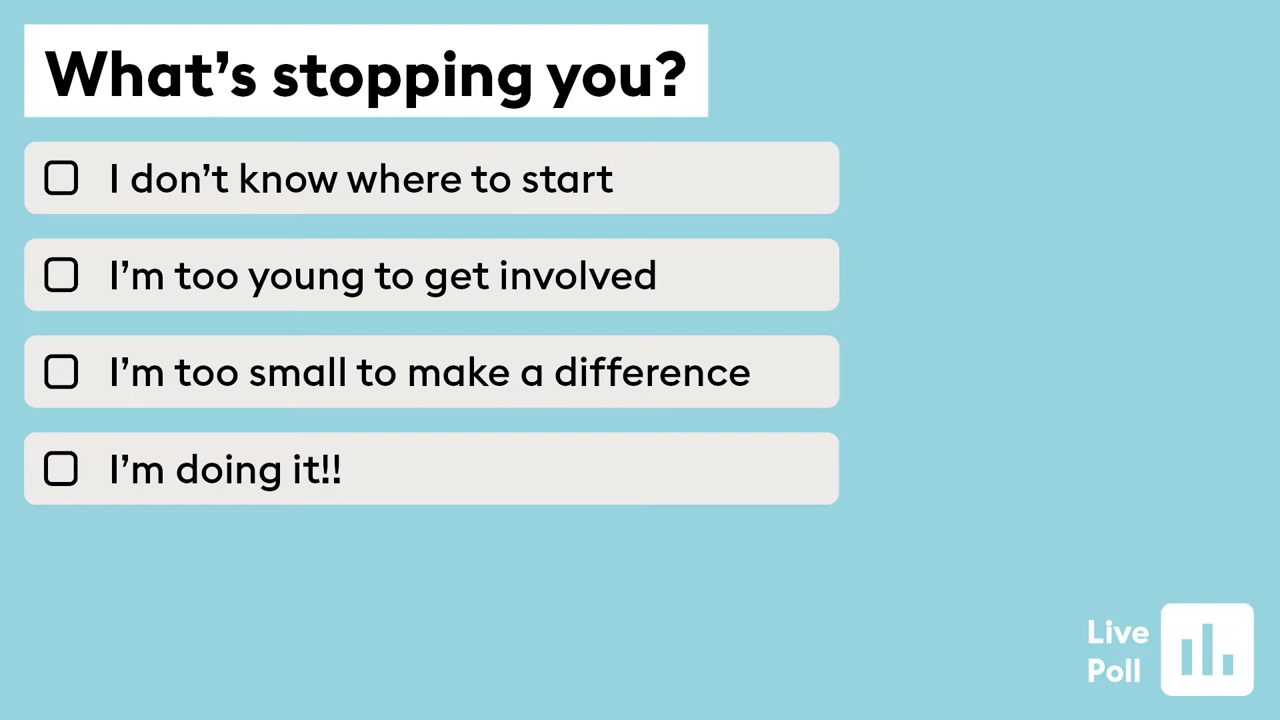 What’s stopping you?
I don’t know where to start
I’m too young to get involved
I’m too small to make a difference
I’m doing it!!
Live
Poll